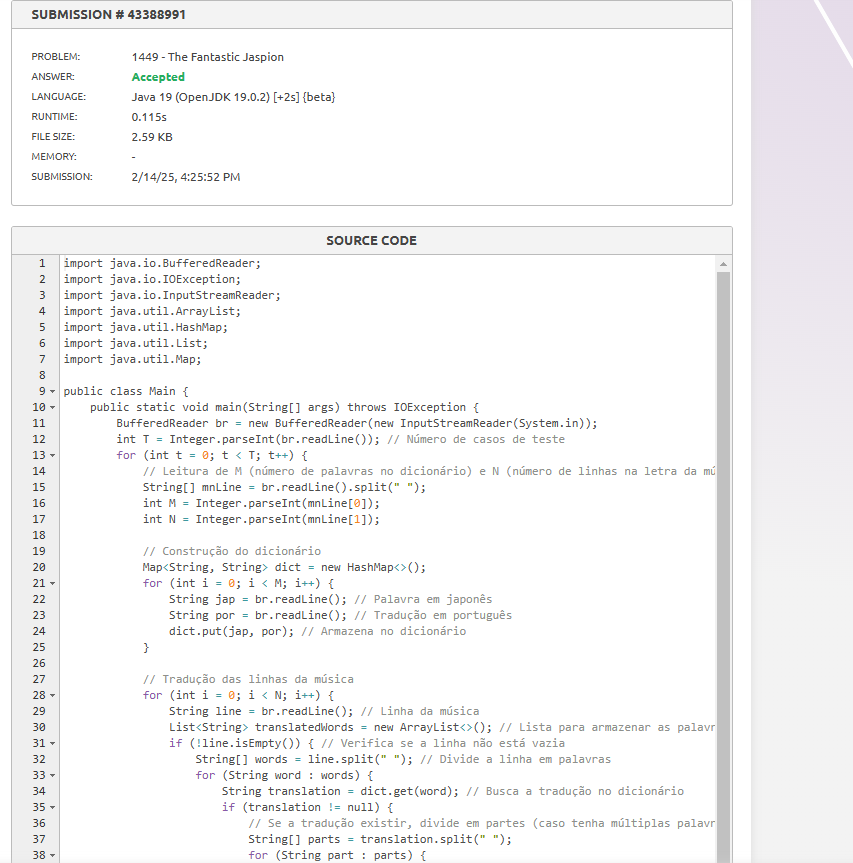 SUBMISSION # 43388991
PROBLEM: 1449 - The Fantastic Jaspion
ANSWER: Accepted
LANGUAGE: Java 19 (OpenJDK 19.0.2) [+2s] {beta}
RUNTIME: 0.115s
FILE SIZE: 2.59 KB
MEMORY: -
SUBMISSION: 2/14/25, 4:25:52 PM
SOURCE CODE
1 import java.io.BufferedReader;
2 import java.io.IOException;
3 import java.io.InputStreamReader;
4 import java.util.ArrayList;
5 import java.util.HashMap;
6 import java.util.List;
7 import java.util.Map;
8
9 public class Main {
10 public static void main(String[] args) throws IOException {
11 BufferedReader br = new BufferedReader(new InputStreamReader(System.in));
12 int T = Integer.parseInt(br.readLine()); // Número de casos de teste
13 for (int t = 0; t < T; t++) {
14 // Leitura de M (número de palavras no dicionário) e N (número de linhas na letra da mú
15 String[] mnLine = br.readLine().split(" ");
16 int M = Integer.parseInt(mnLine[0]);
17 int N = Integer.parseInt(mnLine[1]);
18
19 // Construção do dicionário
20 Map<String, String> dict = new HashMap<>();
21 for (int i = 0; i < M; i++) {
22 String jap = br.readLine(); // Palavra em japonês
23 String por = br.readLine(); // Tradução em português
24 dict.put(jap, por); // Armazena no dicionário
25 }
26
27 // Tradução das linhas da música
28 for (int i = 0; i < N; i++) {
29 String line = br.readLine(); // Linha da música
30 List<String> translatedWords = new ArrayList<>(); // Lista para armazenar as palavr
31 if (!line.isEmpty()) { // Verifica se a linha não está vazia
32 String[] words = line.split(" "); // Divide a linha em palavras
33 for (String word : words) {
34 String translation = dict.get(word); // Busca a tradução no dicionário
35 if (translation != null) {
36 // Se a tradução existir, divide em partes (caso tenha múltiplas palavr
37 String[] parts = translation.split(" ");
38 for (String part : parts) {